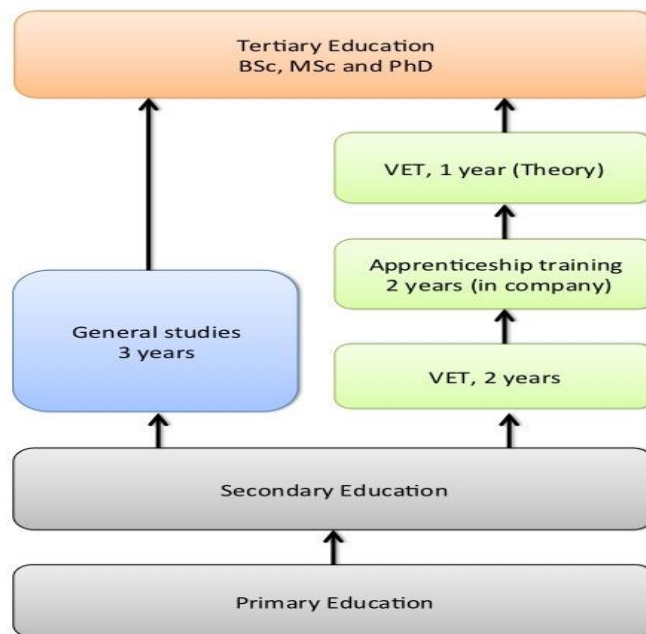 Tertiary Education
BSc, MSc and PhD
VET, 1 year (Theory)
Apprenticeship training
2 years (in company)
General studies
3 years
VET, 2 years
Secondary Education
Primary Education